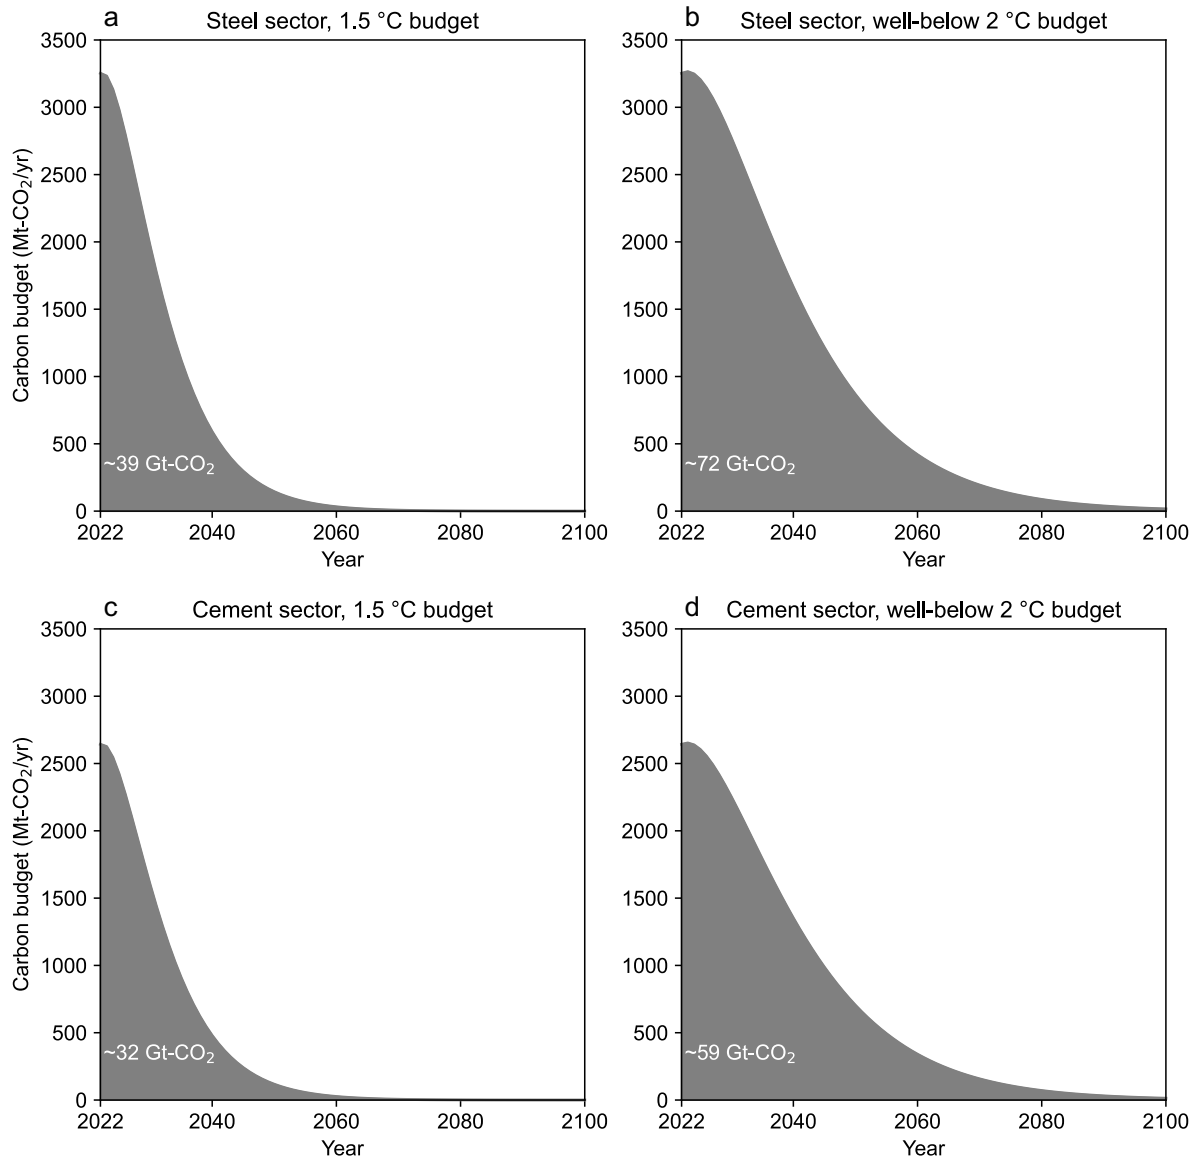 a Steel sector, 1.5 °C budget
3500
3000
2500
2000
1500
1000
500
0
Carbon budget (Mt-CO₂/yr)
~39 Gt-CO₂
2022 2040 2060 2080 2100
Year
b Steel sector, well-below 2 °C budget
3500
3000
2500
2000
1500
1000
500
0
~72 Gt-CO₂
2022 2040 2060 2080 2100
Year
c Cement sector, 1.5 °C budget
3500
3000
2500
2000
1500
1000
500
0
Carbon budget (Mt-CO₂/yr)
~32 Gt-CO₂
2022 2040 2060 2080 2100
Year
d Cement sector, well-below 2 °C budget
3500
3000
2500
2000
1500
1000
500
0
~59 Gt-CO₂
2022 2040 2060 2080 2100
Year